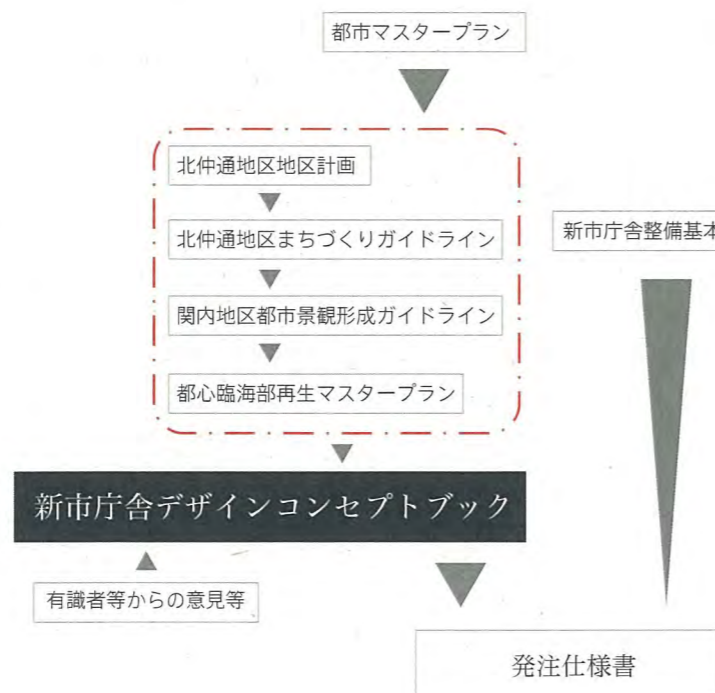 都市マスタープラン
北仲通地区地区計画
北仲通地区まちづくりガイドライン
新市庁舎整備基本
関内地区都市景観形成ガイドライン
都心臨海部再生マスタープラン
新市庁舎デザインコンセプトブック
有識者等からの意見等
発注仕様書